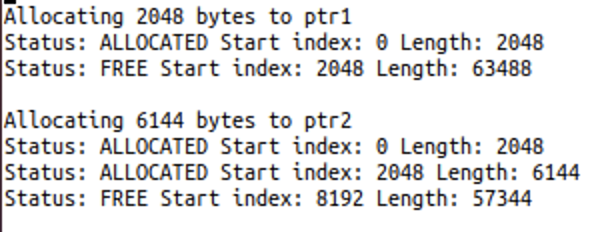 Allocating 2048 bytes to ptr1
Status: ALLOCATED Start index: 0 Length: 2048
Status: FREE Start index: 2048 Length: 63488
Allocating 6144 bytes to ptr2
Status: ALLOCATED Start index: 0 Length: 2048
Status: ALLOCATED Start index: 2048 Length: 6144
Status: FREE Start index: 8192 Length: 57344